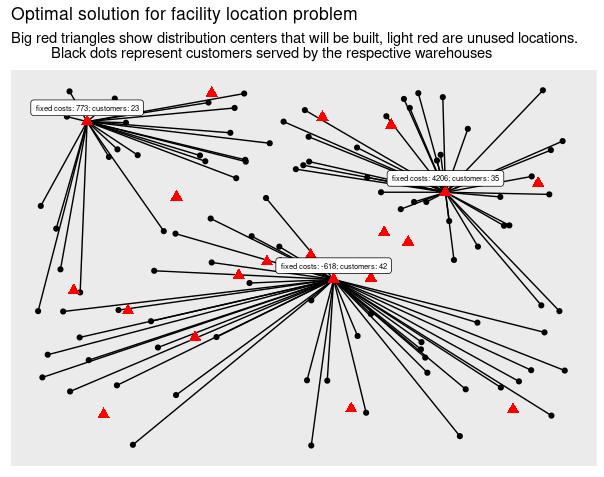 Optimal solution for facility location problem
Big red triangles show distribution centers that will be built, light red are unused locations.
Black dots represent customers served by the respective warehouses
fixed costs: 773; customers: 23
fixed costs: 4206; customers: 35
fixed costs: -618; customers: 42